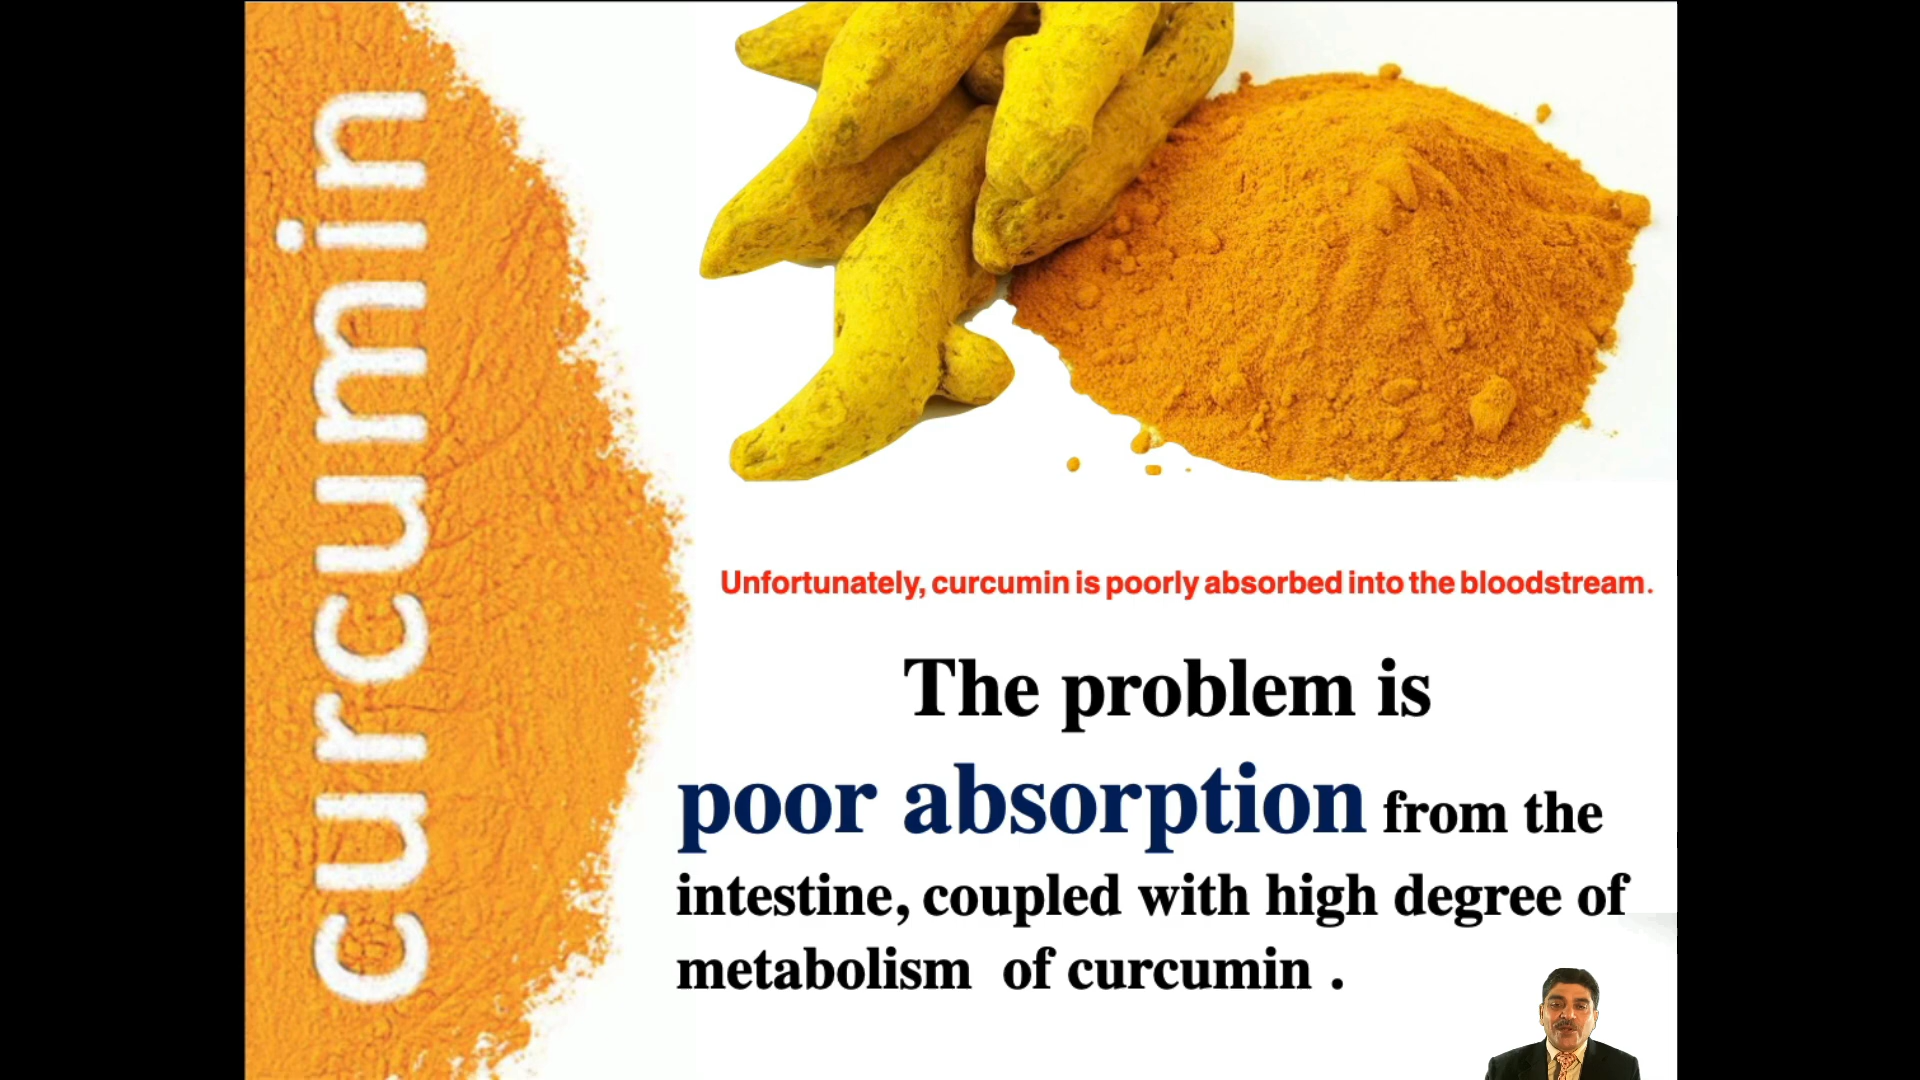 curcumin
Unfortunately, curcumin is poorly absorbed into the bloodstream.
The problem is
poor absorption from the
intestine, coupled with high degree of
metabolism  of curcumin .